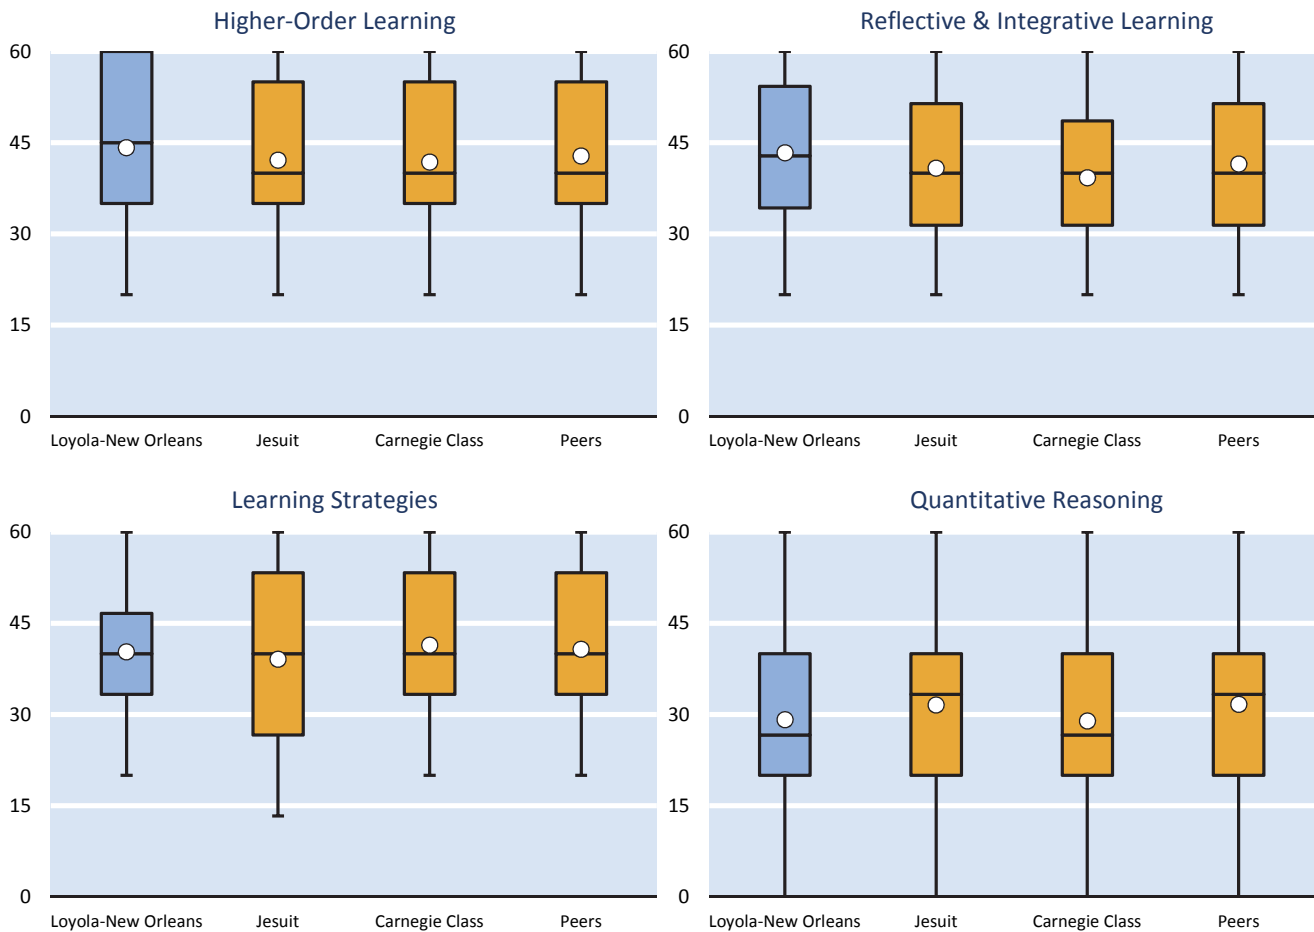 Higher-Order Learning
60
45
30
15
0
Loyola-New Orleans Jesuit Carnegie Class Peers
Reflective & Integrative Learning
60
45
30
15
0
Loyola-New Orleans Jesuit Carnegie Class Peers
Learning Strategies
60
45
30
15
0
Loyola-New Orleans Jesuit Carnegie Class Peers
Quantitative Reasoning
60
45
30
15
0
Loyola-New Orleans Jesuit Carnegie Class Peers